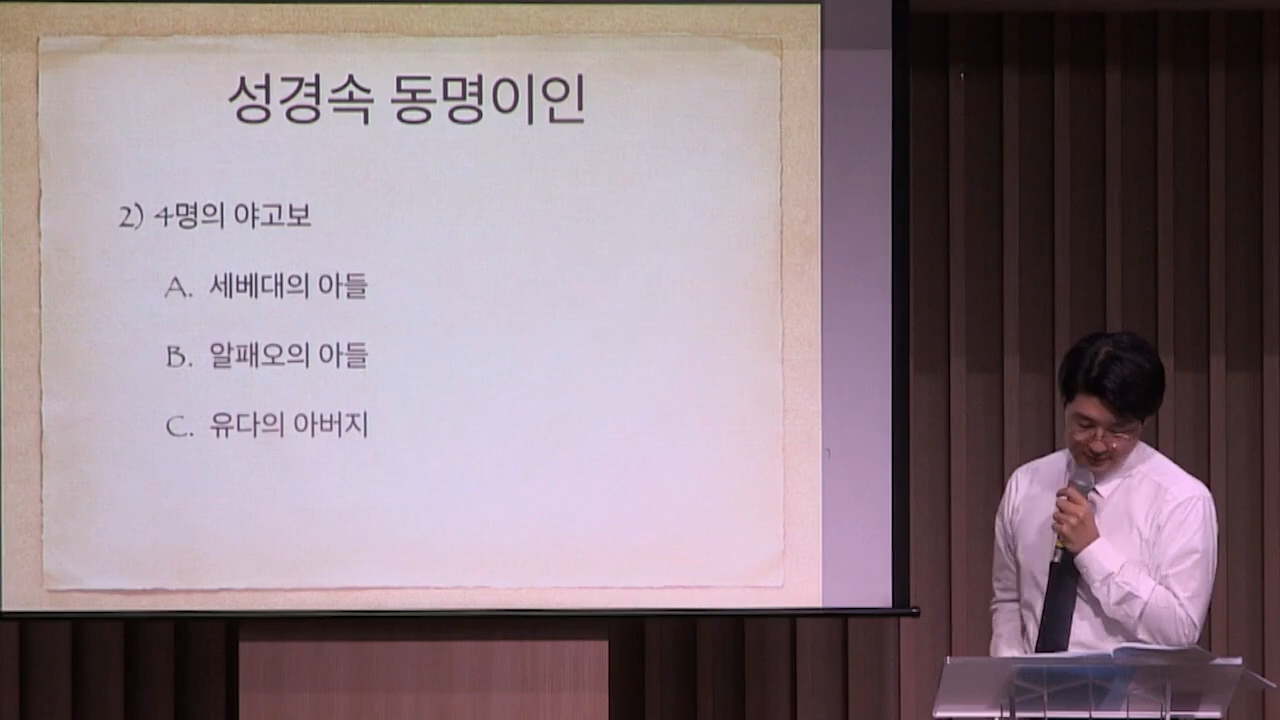 성경속 동명이인
2) 4명의 야고보
A. 세베대의 아들
B. 알패오의 아들
C. 유다의 아버지